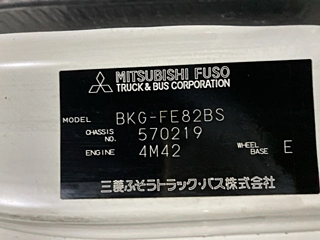 MITSUBISHI FUSO
TRUCK & BUS CORPORATION
MODEL BKG-FE82BS
CHASSIS NO. 570219
ENGINE 4M42 WHEEL BASE E
三菱ふそうトラック・バス株式会社